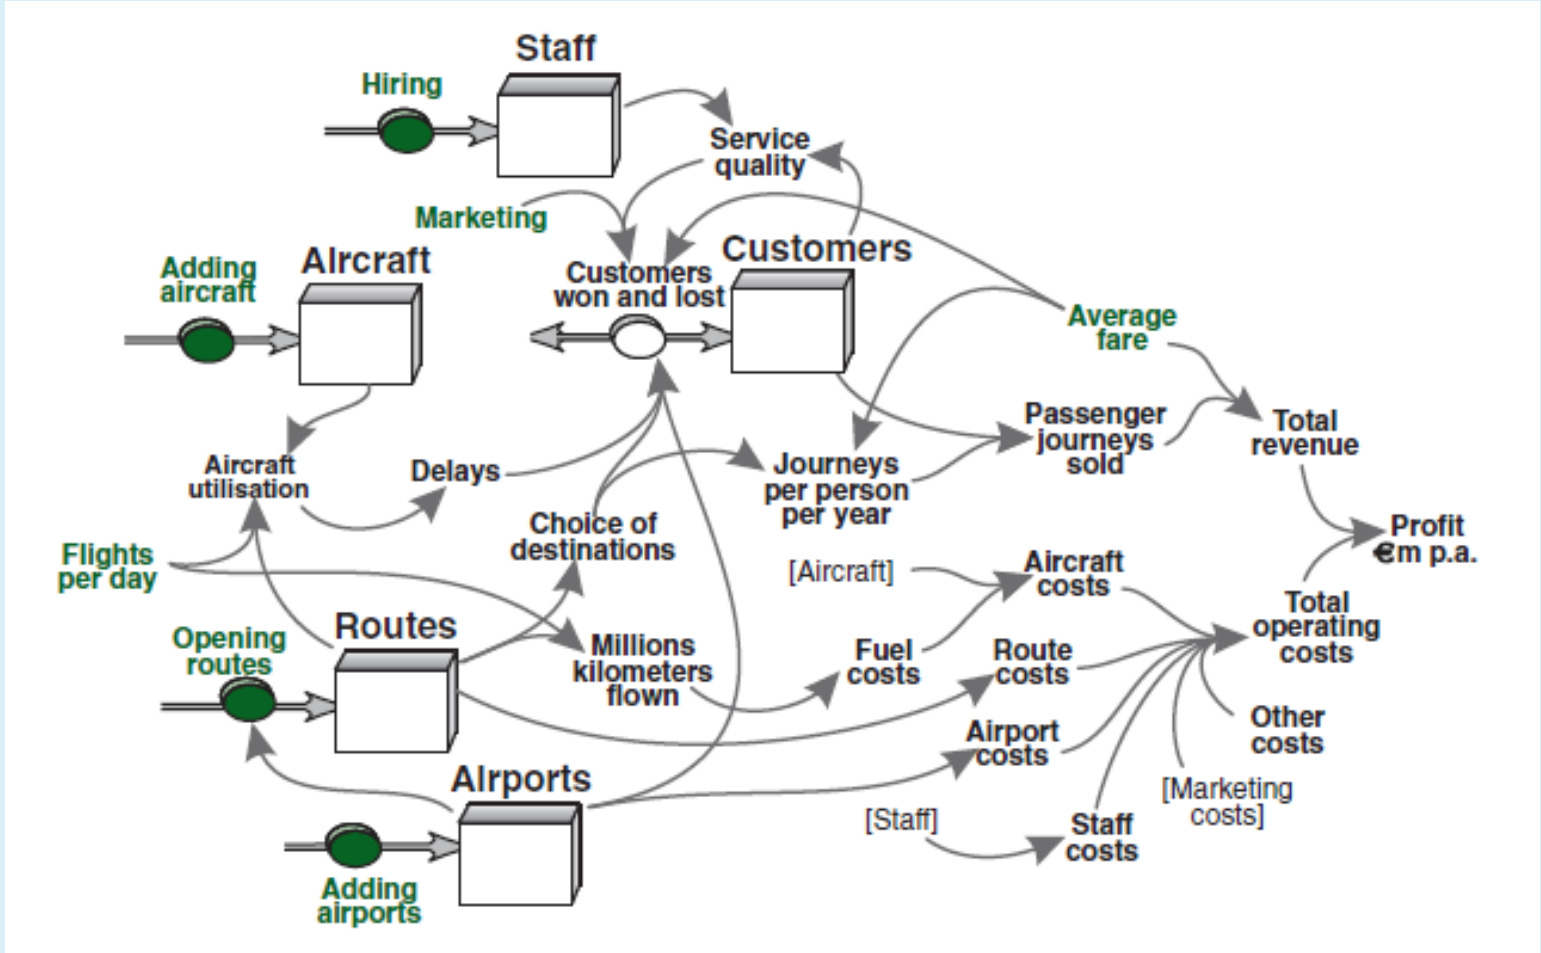 Staff
Hiring
Service
quality
Marketing
Customers
AIrcraft
Adding
aircraft
Customers
won and lost
Average
fare
Passenger
journeys
sold
Total
revenue
Aircraft
utilisation
Delays
Journeys
per person
per year
Choice of
destinations
Profit
€m p.a.
Flights
per day
[Aircraft]
Aircraft
costs
Total
operating
costs
Routes
Opening
routes
Millions
kilometers
flown
Fuel
costs
Route
costs
Other
costs
Airport
costs
AIrports
[Marketing
costs]
[Staff]
Staff
costs
Adding
airports